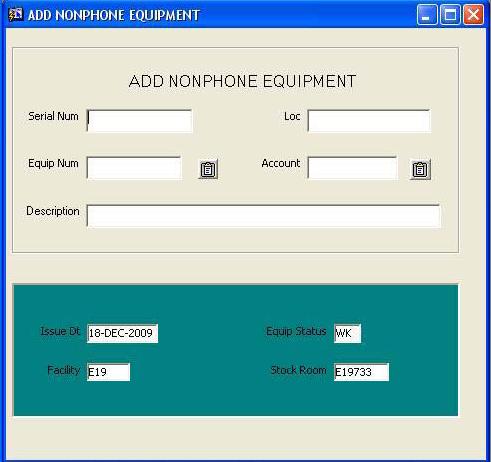 ADD NONPHONE EQUIPMENT
ADD NONPHONE EQUIPMENT
Serial Num Loc
Equip Num Account
Description
Issue Dt 18-DEC-2009 Equip Status WK
Facility E19 Stock Room E19733